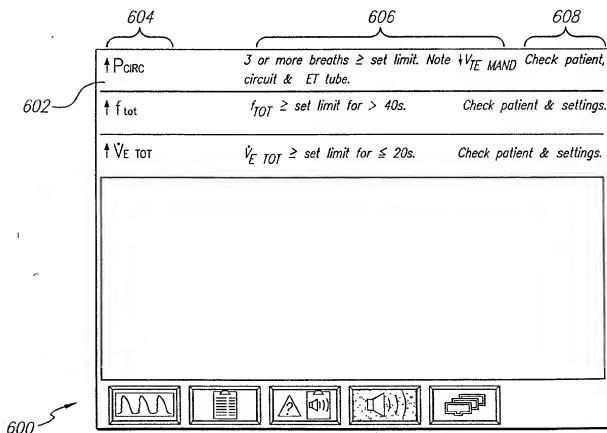 604 606 608
↑PCIRC 3 or more breaths ≥ set limit. Note ↓VTE MAND Check patient,
circuit & ET tube.
602
↑ f tot fTOT ≥ set limit for > 40s. Check patient & settings.
↑ V̇E TOT V̇E TOT ≥ set limit for ≤ 20s. Check patient & settings.
?
600